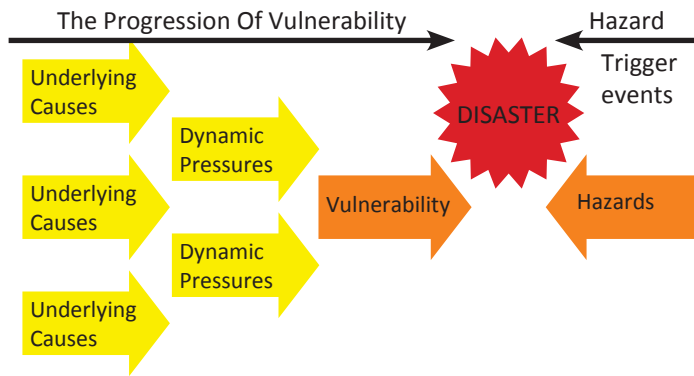 The Progression Of Vulnerability
Hazard
Underlying
Causes
Trigger
events
DISASTER
Dynamic
Pressures
Underlying
Causes
Vulnerability
Hazards
Dynamic
Pressures
Underlying
Causes